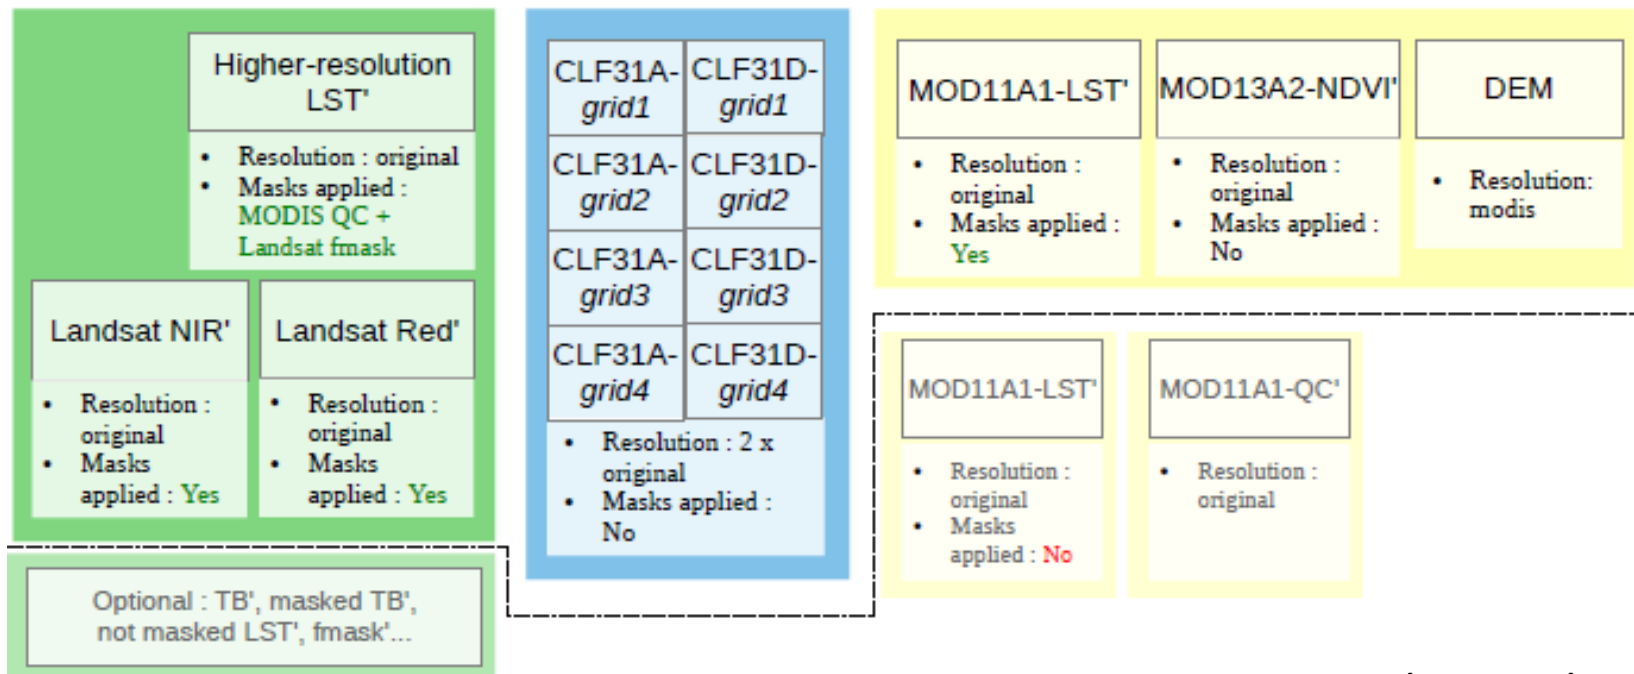 Higher-resolution
LST'
• Resolution : original
• Masks applied :
MODIS QC +
Landsat fmask
Landsat NIR'
• Resolution :
original
• Masks
applied : Yes
Landsat Red'
• Resolution :
original
• Masks
applied : Yes
Optional : TB', masked TB',
not masked LST', fmask'...
CLF31A-
grid1
CLF31D-
grid1
CLF31A-
grid2
CLF31D-
grid2
CLF31A-
grid3
CLF31D-
grid3
CLF31A-
grid4
CLF31D-
grid4
• Resolution : 2 x
original
• Masks applied :
No
MOD11A1-LST'
• Resolution :
original
• Masks applied :
Yes
MOD13A2-NDVI'
• Resolution :
original
• Masks applied :
No
DEM
• Resolution:
modis
MOD11A1-LST'
• Resolution :
original
• Masks
applied : No
MOD11A1-QC'
• Resolution :
original